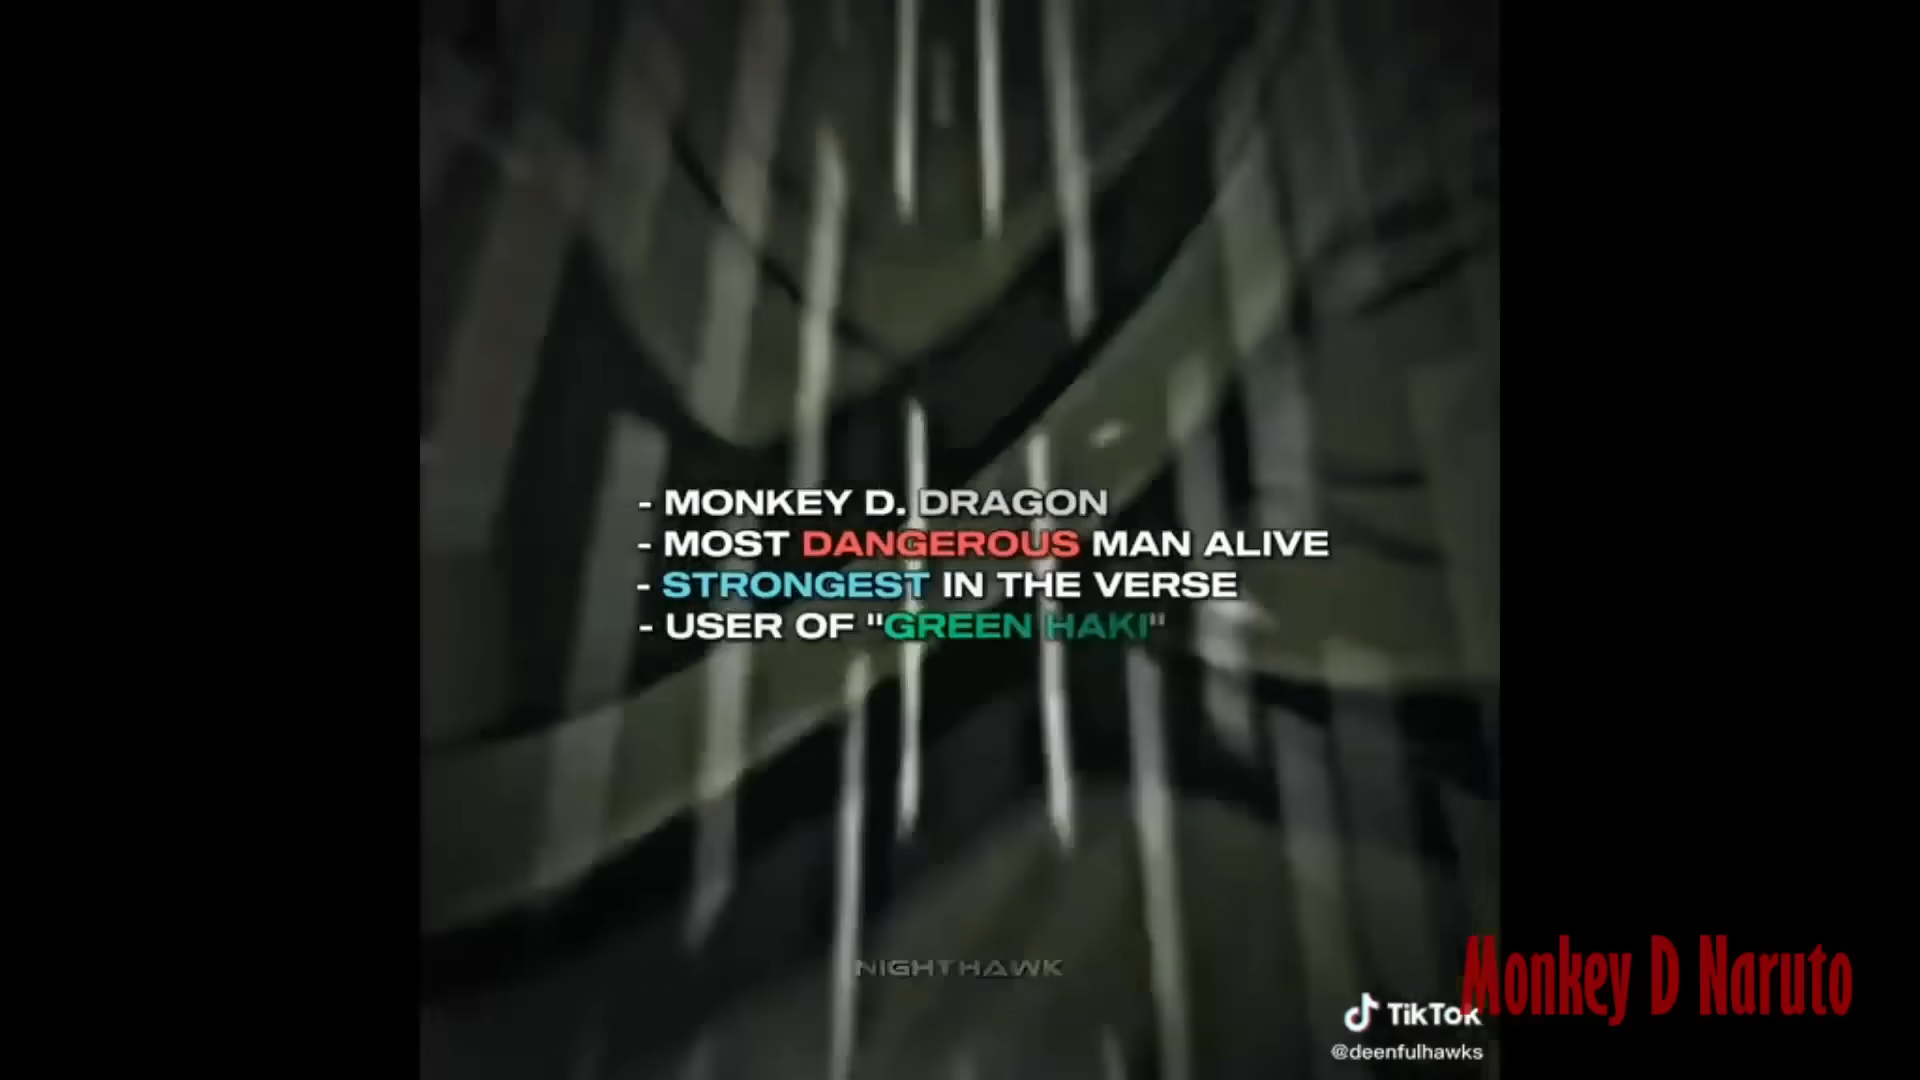 - MONKEY D. DRAGON
- MOST DANGEROUS MAN ALIVE
- STRONGEST IN THE VERSE
- USER OF "GREEN HAKI"
NIGHTHAWK
Monkey D Naruto
TikTok
@deenfulhawks